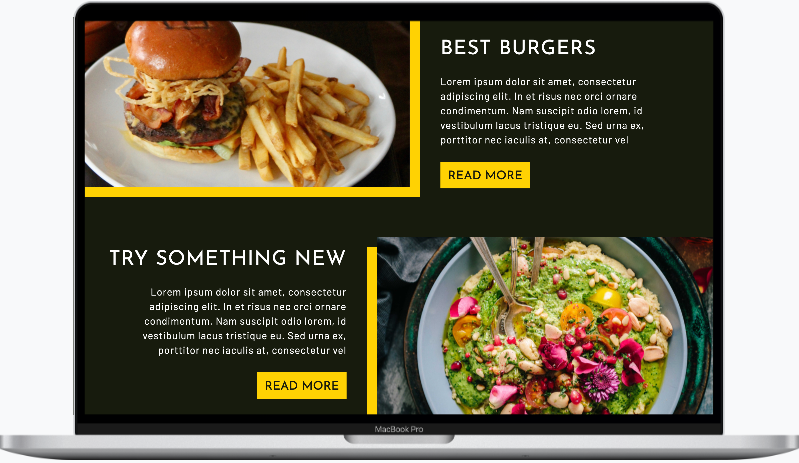 BEST BURGERS
Lorem ipsum dolor sit amet, consectetur
adipiscing elit. In et risus nec orci ornare
condimentum. Nam suscipit odio lorem, id
vestibulum lacus tristique eu. Sed urna ex,
porttitor nec iaculis at, consectetur vel
READ MORE
TRY SOMETHING NEW
Lorem ipsum dolor sit amet, consectetur
adipiscing elit. In et risus nec orci ornare
condimentum. Nam suscipit odio lorem, id
vestibulum lacus tristique eu. Sed urna ex,
porttitor nec iaculis at, consectetur vel
READ MORE
MacBook Pro